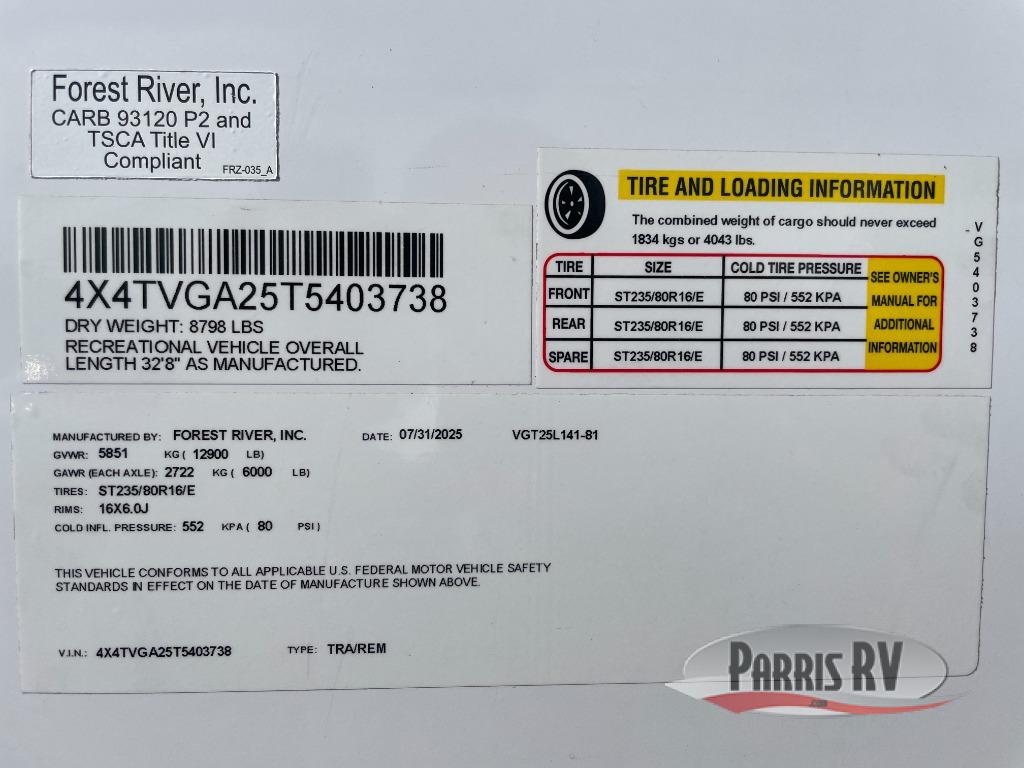 Forest River, Inc.
CARB 93120 P2 and
TSCA Title VI
Compliant
FRZ-035_A
4X4TVGA25T5403738
DRY WEIGHT: 8798 LBS
RECREATIONAL VEHICLE OVERALL
LENGTH 32'8" AS MANUFACTURED.
TIRE AND LOADING INFORMATION
The combined weight of cargo should never exceed
1834 kgs or 4043 lbs.
TIRE SIZE COLD TIRE PRESSURE
FRONT ST235/80R16/E 80 PSI / 552 KPA
REAR ST235/80R16/E 80 PSI / 552 KPA
SPARE ST235/80R16/E 80 PSI / 552 KPA
SEE OWNER'S
MANUAL FOR
ADDITIONAL
INFORMATION
VG5403738
MANUFACTURED BY: FOREST RIVER, INC. DATE: 07/31/2025 VGT25L141-81
GVWR: 5851 KG ( 12900 LB)
GAWR (EACH AXLE): 2722 KG ( 6000 LB)
TIRES: ST235/80R16/E
RIMS: 16X6.0J
COLD INFL. PRESSURE: 552 KPA ( 80 PSI )
THIS VEHICLE CONFORMS TO ALL APPLICABLE U.S. FEDERAL MOTOR VEHICLE SAFETY
STANDARDS IN EFFECT ON THE DATE OF MANUFACTURE SHOWN ABOVE.
V.I.N.: 4X4TVGA25T5403738 TYPE: TRA/REM
PARRIS RV
.com